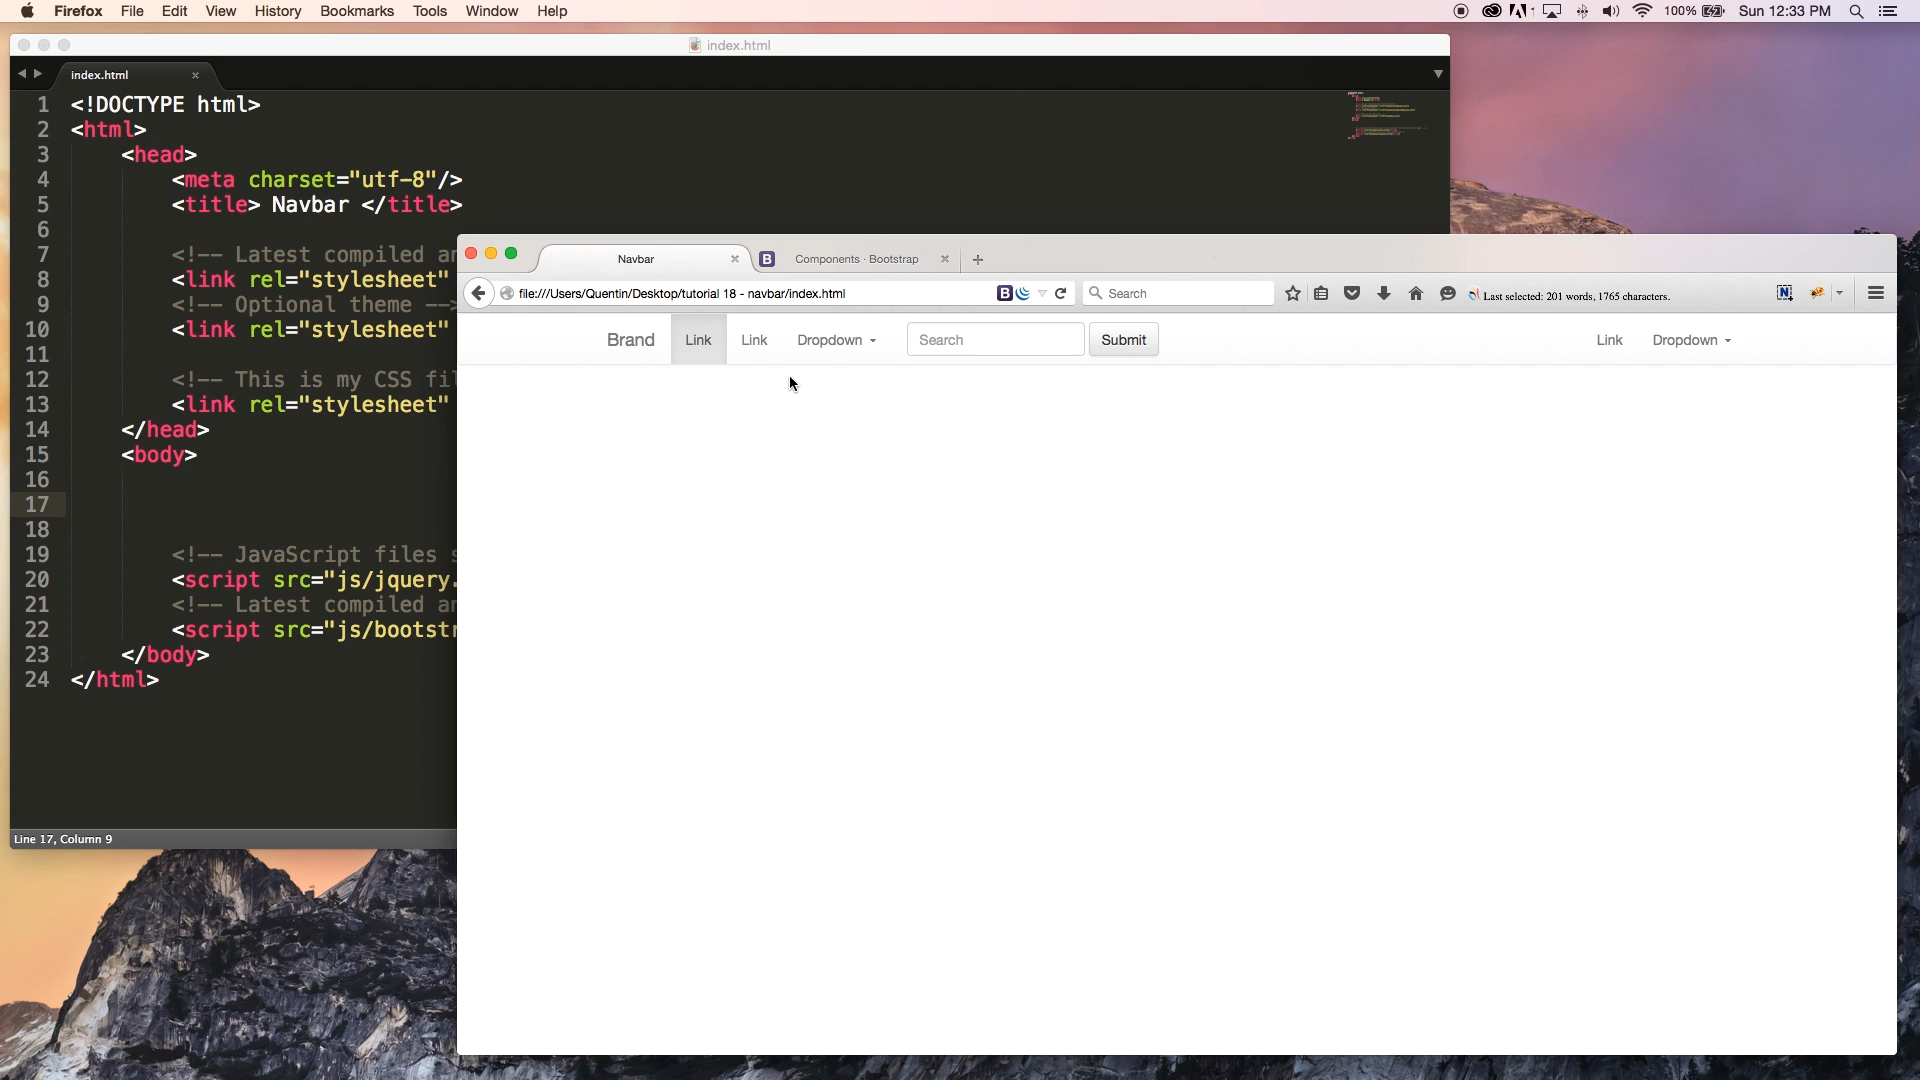 Firefox File Edit View History Bookmarks Tools Window Help 100% Sun 12:33 PM
index.html
index.html
1 <!DOCTYPE html>
2 <html>
3 <head>
4 <meta charset="utf-8"/>
5 <title> Navbar </title>
6
7 <!-- Latest compiled an
8 <link rel="stylesheet"
9 <!-- Optional theme -->
10 <link rel="stylesheet"
11
12 <!-- This is my CSS fil
13 <link rel="stylesheet"
14 </head>
15 <body>
16
17
18
19 <!-- JavaScript files s
20 <script src="js/jquery.
21 <!-- Latest compiled an
22 <script src="js/bootstr
23 </body>
24 </html>
Line 17, Column 9
Navbar B Components · Bootstrap
file:///Users/Quentin/Desktop/tutorial 18 - navbar/index.html B Search Last selected: 201 words, 1765 characters. N
Brand Link Link Dropdown Search Submit Link Dropdown